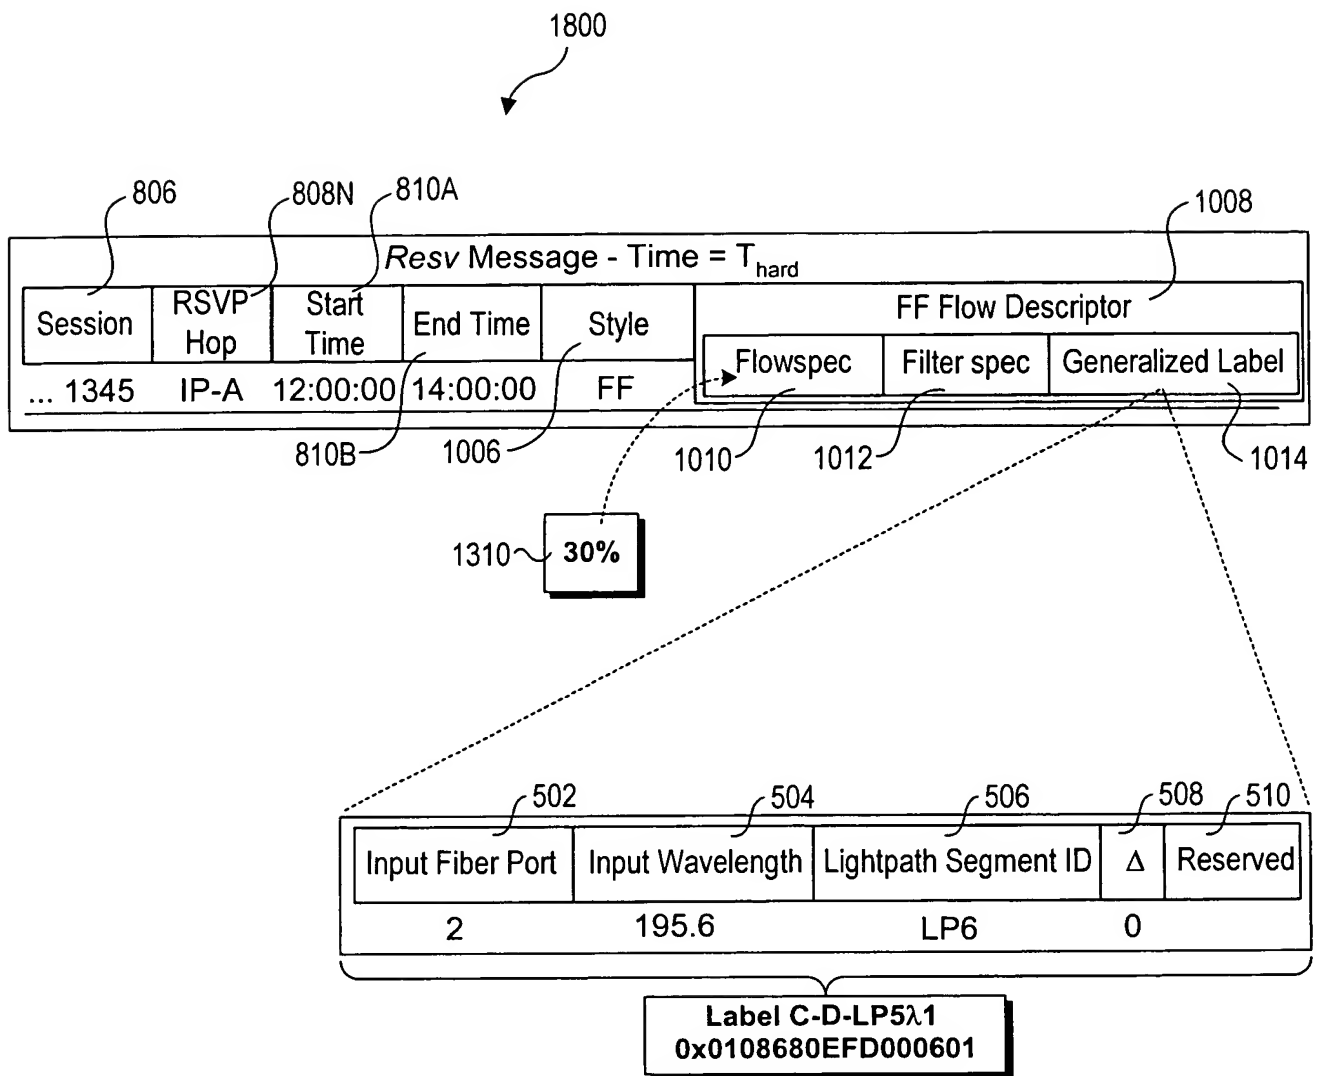 1800
806
808N
810A
1008
Resv Message - Time = Thard
Session
RSVP Hop
Start Time
End Time
Style
FF Flow Descriptor
Flowspec
Filter spec
Generalized Label
... 1345
IP-A
12:00:00
14:00:00
FF
810B
1006
1010
1012
1014
1310
30%
502
504
506
508
510
Input Fiber Port
Input Wavelength
Lightpath Segment ID
Δ
Reserved
2
195.6
LP6
0
Label C-D-LP5λ1
0x0108680EFD000601